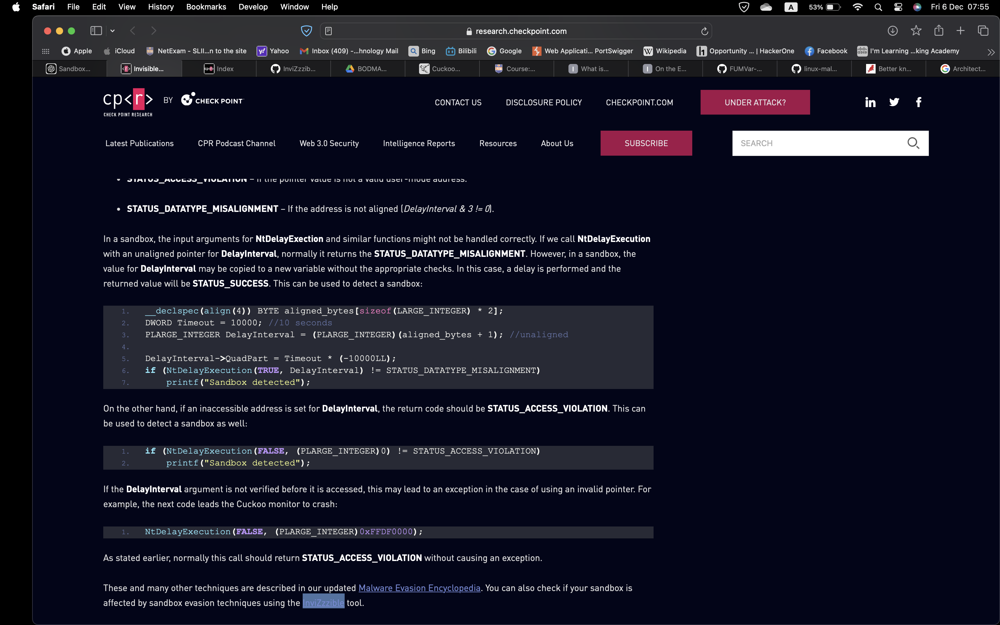 Safari File Edit View History Bookmarks Develop Window Help A 53% Fri 6 Dec 07:55
research.checkpoint.com
Apple iCloud NetExam - SLII...n to the site Yahoo Inbox (409) -...hnology Mail Bing Bilibili Google Web Applicati... PortSwigger Wikipedia Opportunity ... | HackerOne Facebook I'm Learning ...king Academy
Sandbox... Invisible... Index InviZzzib... BODMA... Cuckoo... Course:... What is... On the E... FUMVar-... linux-mal... Better kn... Architect...
cp<r> BY CHECK POINT CONTACT US DISCLOSURE POLICY CHECKPOINT.COM UNDER ATTACK? in f
CHECK POINT RESEARCH
Latest Publications CPR Podcast Channel Web 3.0 Security Intelligence Reports Resources About Us SUBSCRIBE SEARCH
• STATUS_ACCESS_VIOLATION – If the pointer value is not a valid user-mode address.
• STATUS_DATATYPE_MISALIGNMENT – If the address is not aligned (DelayInterval & 3 != 0).
In a sandbox, the input arguments for NtDelayExection and similar functions might not be handled correctly. If we call NtDelayExecution
with an unaligned pointer for DelayInterval, normally it returns the STATUS_DATATYPE_MISALIGNMENT. However, in a sandbox, the
value for DelayInterval may be copied to a new variable without the appropriate checks. In this case, a delay is performed and the
returned value will be STATUS_SUCCESS. This can be used to detect a sandbox:
1. __declspec(align(4)) BYTE aligned_bytes[sizeof(LARGE_INTEGER) * 2];
2. DWORD Timeout = 10000; //10 seconds
3. PLARGE_INTEGER DelayInterval = (PLARGE_INTEGER)(aligned_bytes + 1); //unaligned
4.
5. DelayInterval->QuadPart = Timeout * (-10000LL);
6. if (NtDelayExecution(TRUE, DelayInterval) != STATUS_DATATYPE_MISALIGNMENT)
7. printf("Sandbox detected");
On the other hand, if an inaccessible address is set for DelayInterval, the return code should be STATUS_ACCESS_VIOLATION. This can
be used to detect a sandbox as well:
1. if (NtDelayExecution(FALSE, (PLARGE_INTEGER)0) != STATUS_ACCESS_VIOLATION)
2. printf("Sandbox detected");
If the DelayInterval argument is not verified before it is accessed, this may lead to an exception in the case of using an invalid pointer. For
example, the next code leads the Cuckoo monitor to crash:
1. NtDelayExecution(FALSE, (PLARGE_INTEGER)0xFFDF0000);
As stated earlier, normally this call should return STATUS_ACCESS_VIOLATION without causing an exception.
These and many other techniques are described in our updated Malware Evasion Encyclopedia. You can also check if your sandbox is
affected by sandbox evasion techniques using the InviZzzible tool.